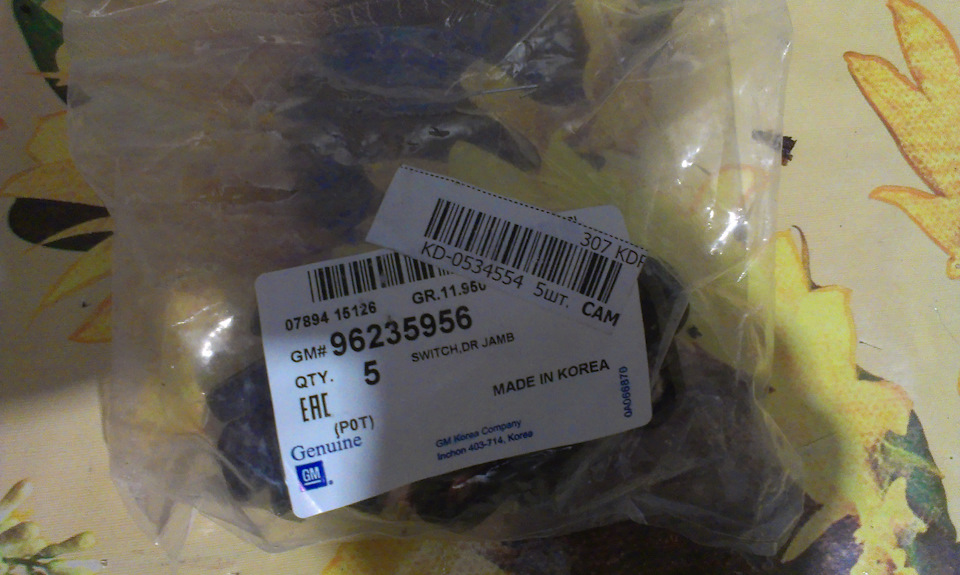 307 KDF
KD-0534554 5шт. САМ
07894 15126 GR.11.950
GM# 96235956
SWITCH,DR JAMB
QTY. 5
MADE IN KOREA
EAC
(P0T)
Genuine
GM
GM Korea Company
Inchon 403-714, Korea
0A066870